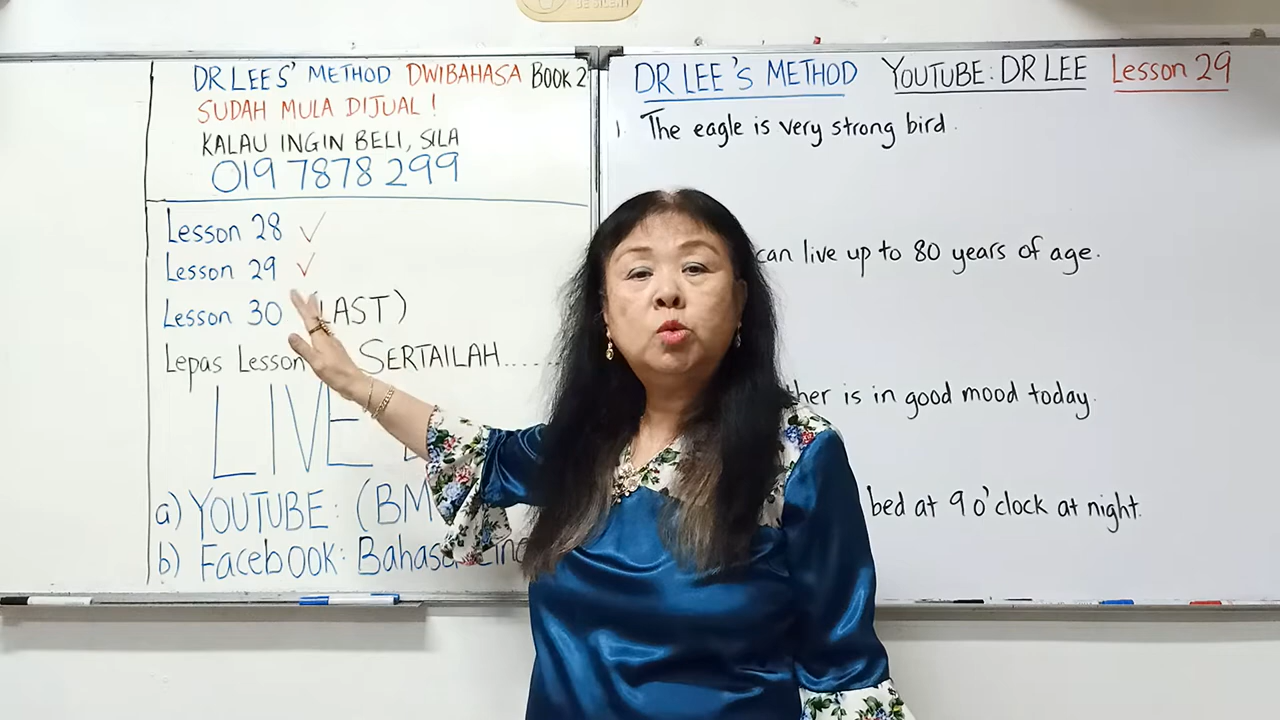 BE SILENT
DR LEES' METHOD DWIBAHASA BOOK 2
SUDAH MULA DIJUAL !
KALAU INGIN BELI, SILA
019 7878 299
Lesson 28 ✓
Lesson 29 ✓
Lesson 30 (LAST)
Lepas Lesson SERTAILAH......
LIVE
a) YOUTUBE: (BM
b) Facebook: Bahasa
DR LEE'S METHOD YOUTUBE: DR LEE Lesson 29
1. The eagle is very strong bird.
can live up to 80 years of age.
is in good mood today.
bed at 9 o'clock at night.